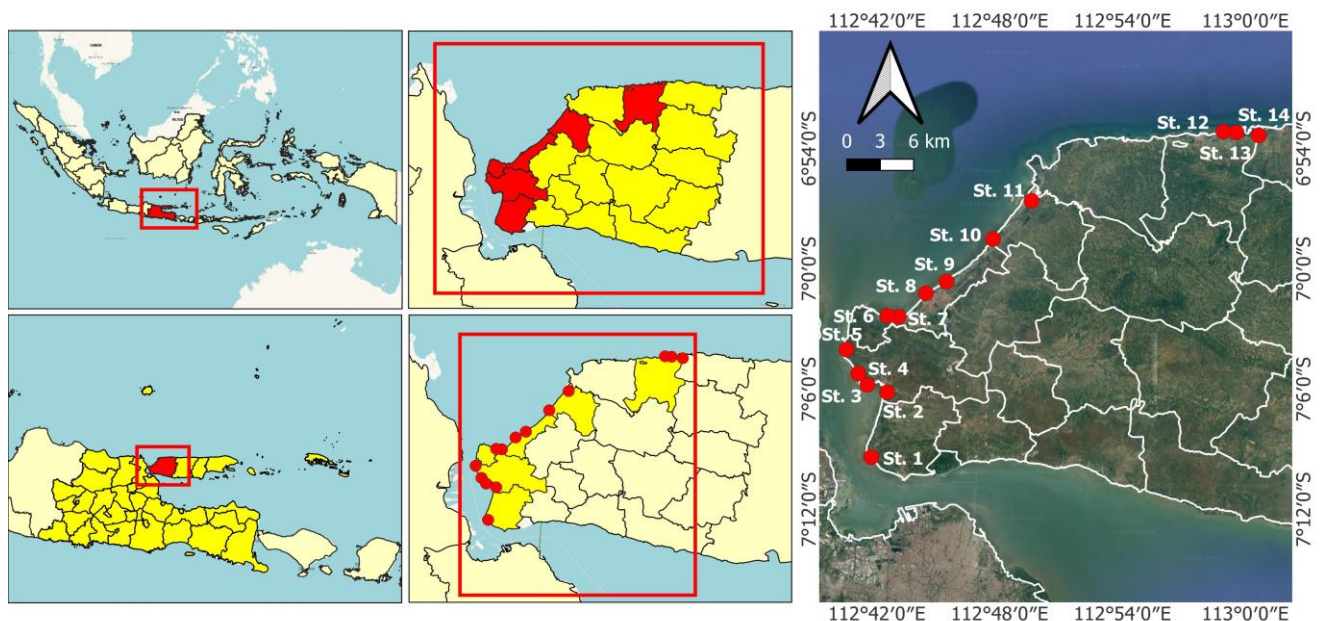 112°42'0"E
112°48'0"E
112°54'0"E
113°0'0"E
0 3 6 km
St. 12
St. 14
St. 13
St. 11
St. 10
St. 9
St. 8
St. 6
St. 7
St. 5
St. 4
St. 3
St. 2
St. 1
6°54'0"S
7°0'0"S
7°6'0"S
7°12'0"S
6°54'0"S
7°0'0"S
7°6'0"S
7°12'0"S
112°42'0"E
112°48'0"E
112°54'0"E
113°0'0"E